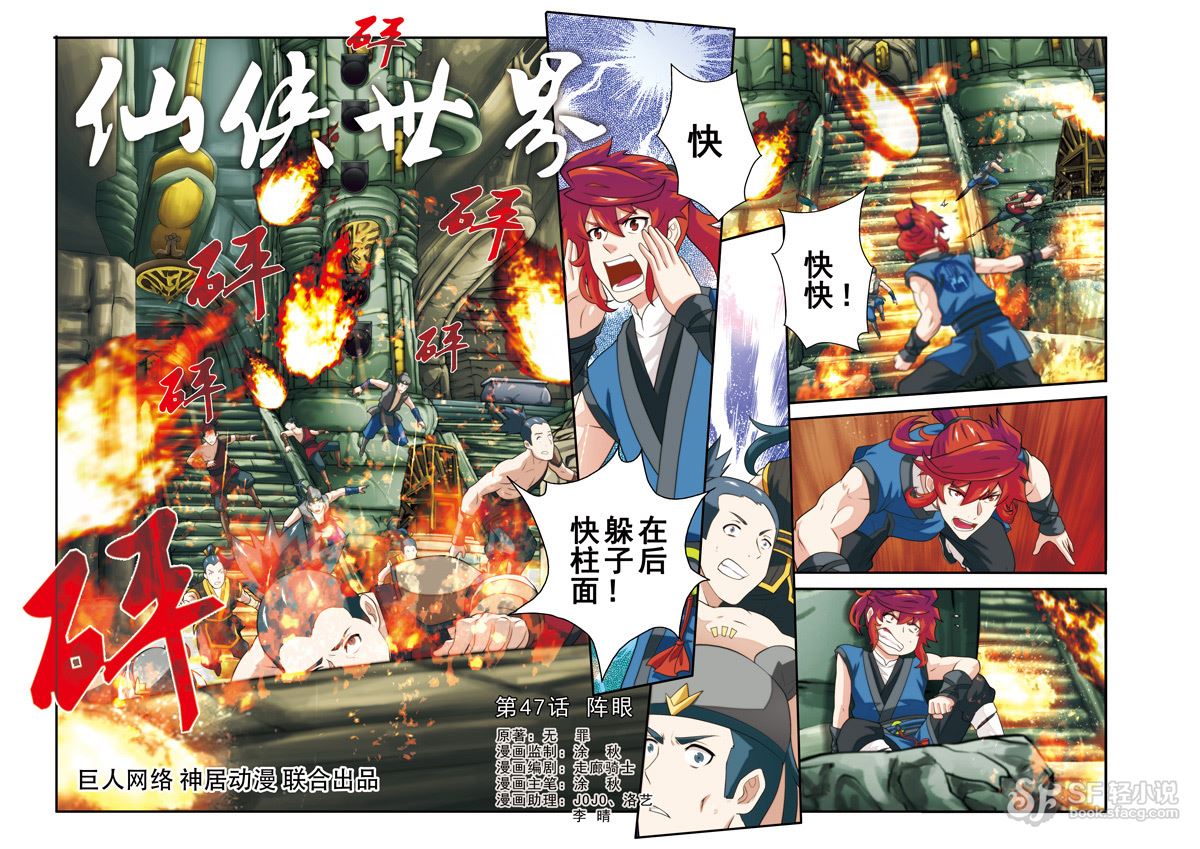 仙侠世界
砰
砰
砰
砰
砰
砰
快
快
快！
快躲在
柱子后
面！
第47话 阵眼
原著：无 罪
漫画监制：涂 秋
漫画编剧：走廊骑士
漫画主笔：涂 秋
漫画助理：JOJO、洛艺
李 晴
巨人网络 神居动漫 联合出品
SF轻小说
book.sfacg.com